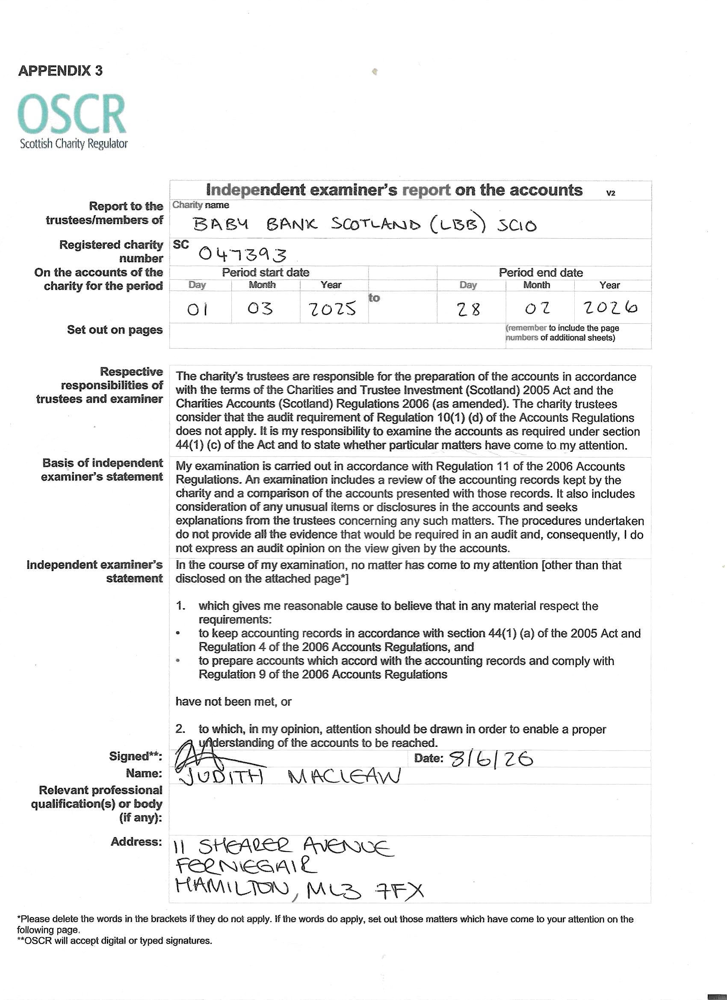 APPENDIX 3
OSCR
Scottish Charity Regulator
Independent examiner's report on the accounts v2
Report to the trustees/members of
Charity name
BABY BANK SCOTLAND (LBB) SCIO
Registered charity number
SC 047393
On the accounts of the charity for the period
Period start date
Period end date
Day Month Year
to
Day Month Year
01 03 2025
28 02 2026
Set out on pages
(remember to include the page
numbers of additional sheets)
Respective
responsibilities of
trustees and examiner
The charity's trustees are responsible for the preparation of the accounts in accordance
with the terms of the Charities and Trustee Investment (Scotland) 2005 Act and the
Charities Accounts (Scotland) Regulations 2006 (as amended). The charity trustees
consider that the audit requirement of Regulation 10(1) (d) of the Accounts Regulations
does not apply. It is my responsibility to examine the accounts as required under section
44(1) (c) of the Act and to state whether particular matters have come to my attention.
Basis of independent
examiner's statement
My examination is carried out in accordance with Regulation 11 of the 2006 Accounts
Regulations. An examination includes a review of the accounting records kept by the
charity and a comparison of the accounts presented with those records. It also includes
consideration of any unusual items or disclosures in the accounts and seeks
explanations from the trustees concerning any such matters. The procedures undertaken
do not provide all the evidence that would be required in an audit and, consequently, I do
not express an audit opinion on the view given by the accounts.
Independent examiner's
statement
In the course of my examination, no matter has come to my attention [other than that
disclosed on the attached page*]
1. which gives me reasonable cause to believe that in any material respect the
requirements:
• to keep accounting records in accordance with section 44(1) (a) of the 2005 Act and
Regulation 4 of the 2006 Accounts Regulations, and
• to prepare accounts which accord with the accounting records and comply with
Regulation 9 of the 2006 Accounts Regulations
have not been met, or
2. to which, in my opinion, attention should be drawn in order to enable a proper
understanding of the accounts to be reached.
Signed**:
Date: 8/6/26
Name: JUDITH MACLEAN
Relevant professional
qualification(s) or body
(if any):
Address: 11 SHEARER AVENUE
FERNIEGAIR
HAMILTON, ML3 7FX
*Please delete the words in the brackets if they do not apply. If the words do apply, set out those matters which have come to your attention on the
following page.
**OSCR will accept digital or typed signatures.